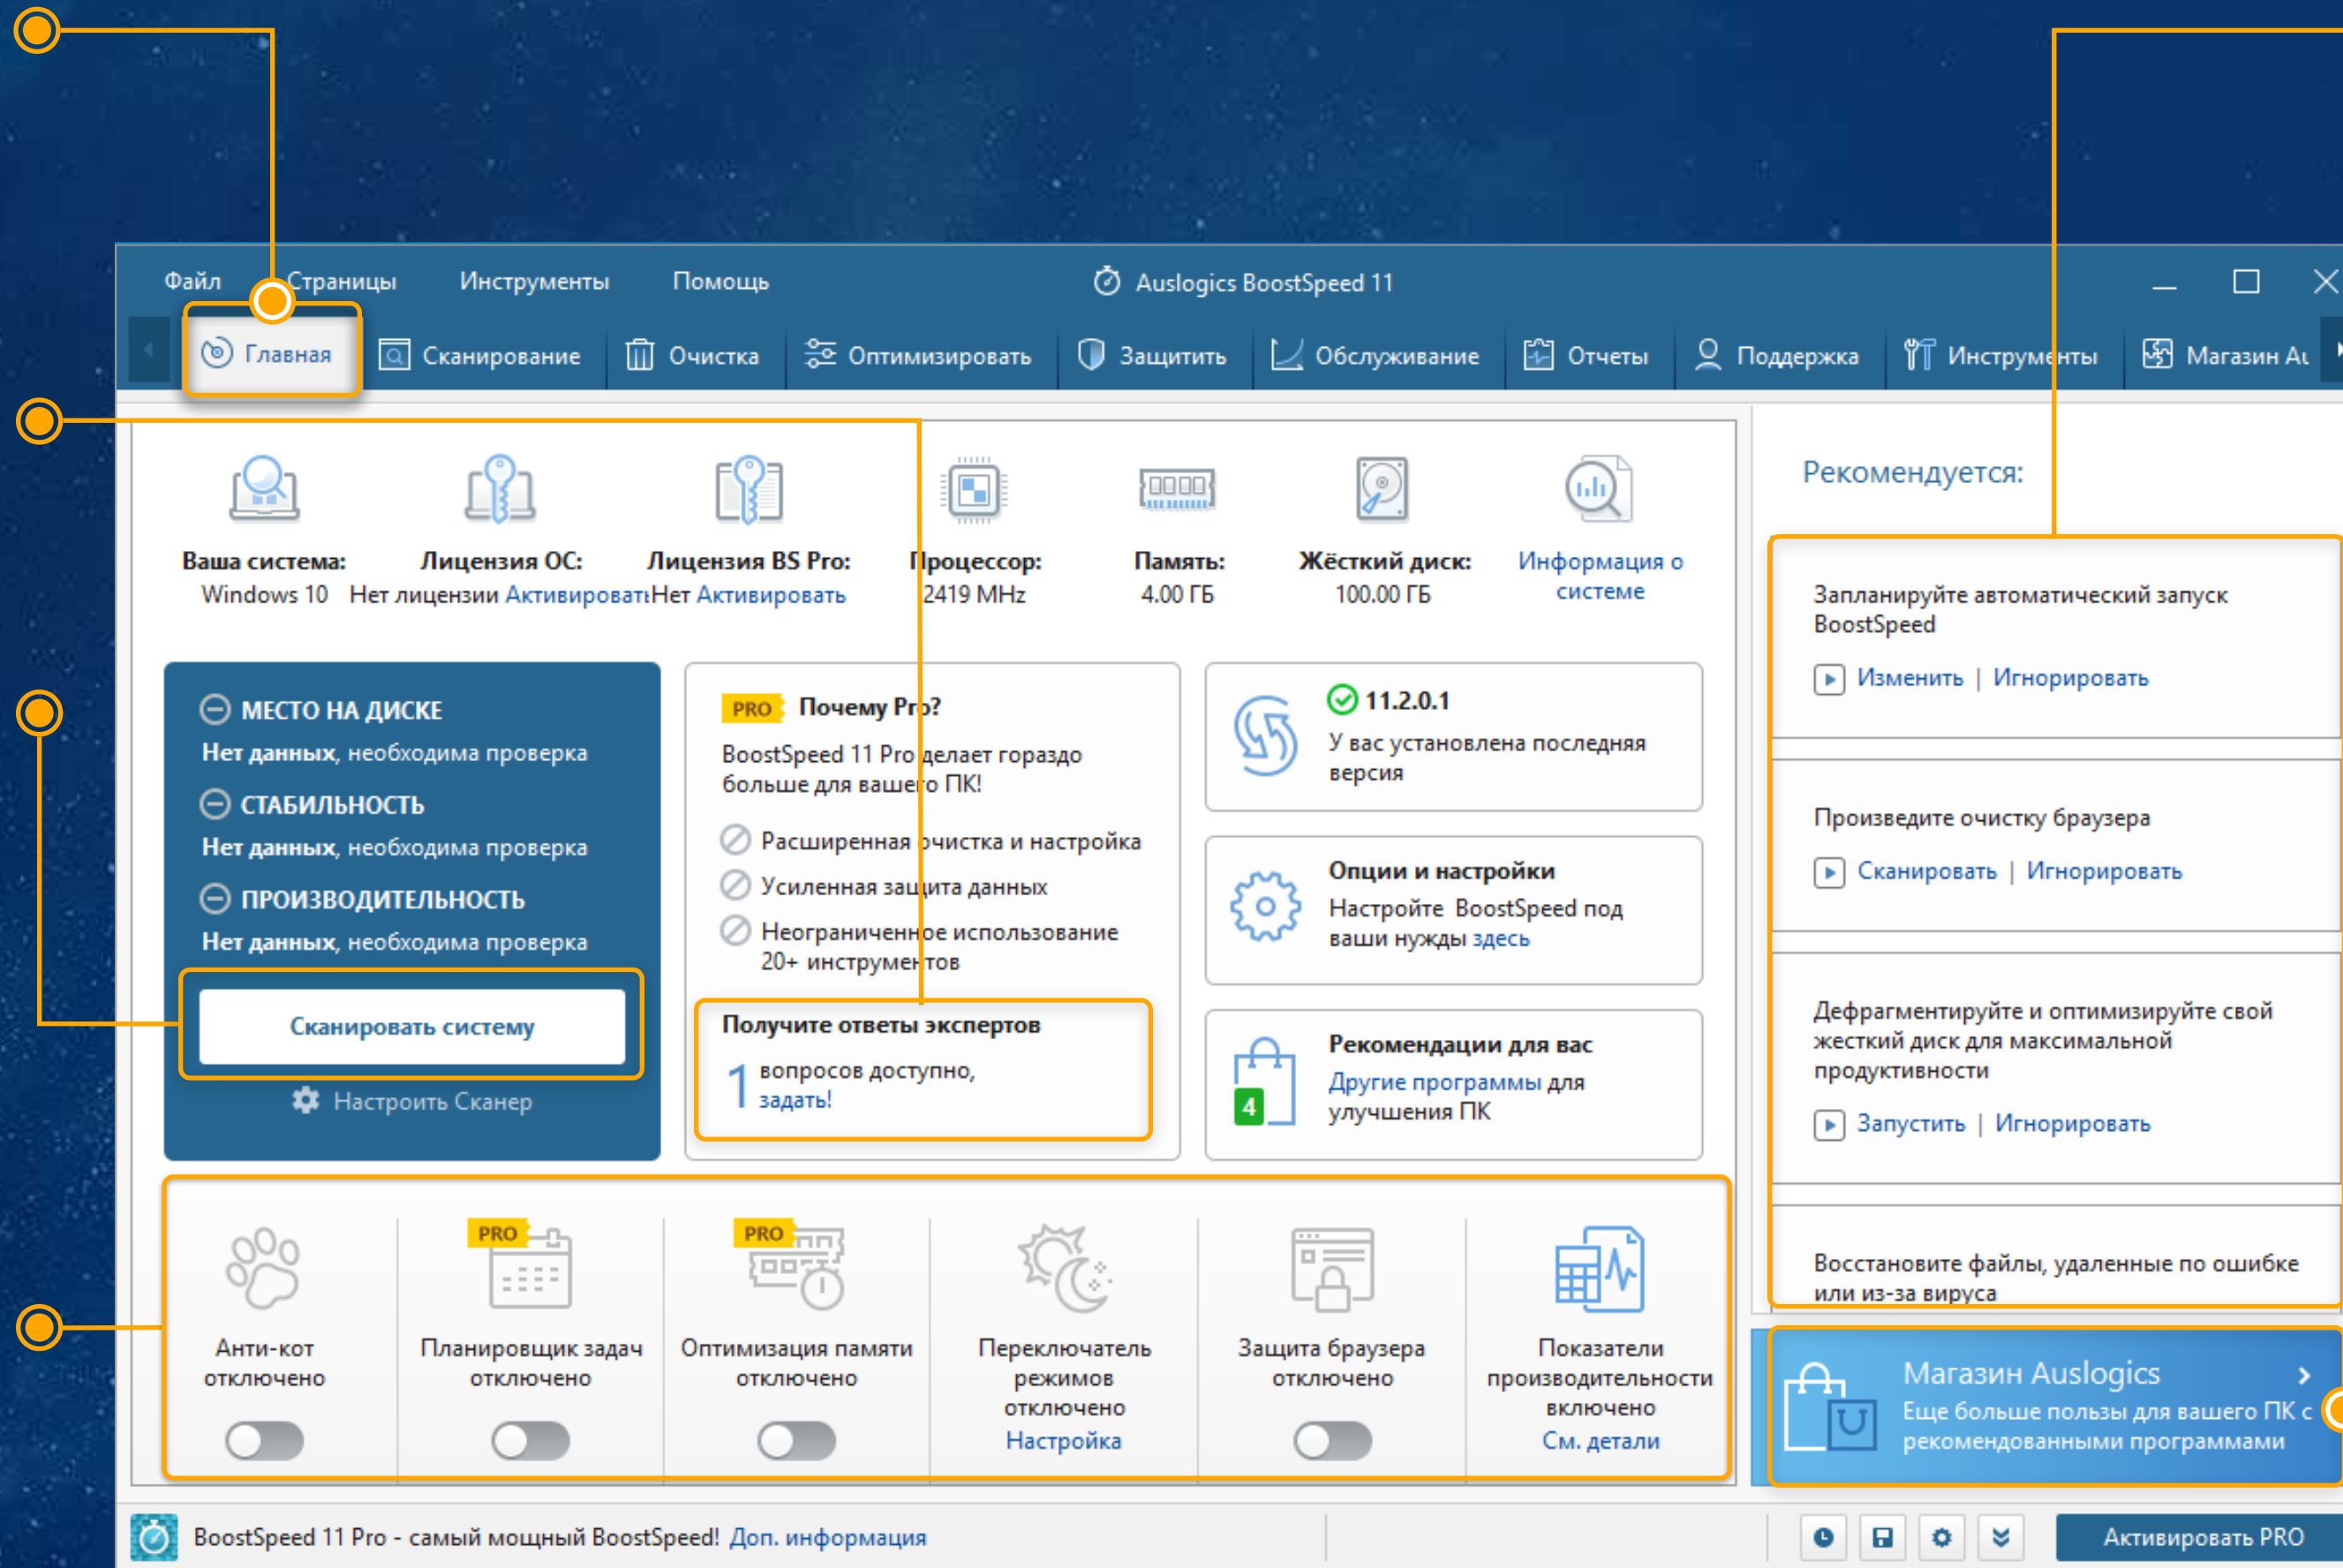 Файл Страницы Инструменты Помощь Auslogics BoostSpeed 11
Главная Сканирование Очистка Оптимизировать Защитить Обслуживание Отчеты Поддержка Инструменты Магазин
Ваша система:
Windows 10
Лицензия ОС:
Нет лицензии Активировать
Лицензия BS Pro:
Нет Активировать
Процессор:
2419 MHz
Память:
4.00 ГБ
Жёсткий диск:
100.00 ГБ
Информация о
системе
МЕСТО НА ДИСКЕ
Нет данных, необходима проверка
СТАБИЛЬНОСТЬ
Нет данных, необходима проверка
ПРОИЗВОДИТЕЛЬНОСТЬ
Нет данных, необходима проверка
Сканировать систему
Настроить Сканер
PRO Почему Pro?
BoostSpeed 11 Pro делает гораздо
больше для вашего ПК!
Расширенная очистка и настройка
Усиленная защита данных
Неограниченное использование
20+ инструментов
Получите ответы экспертов
1 вопросов доступно,
задать!
11.2.0.1
У вас установлена последняя
версия
Опции и настройки
Настройте BoostSpeed под
ваши нужды здесь
Рекомендации для вас
4
Другие программы для
улучшения ПК
Анти-кот
отключено
PRO
Планировщик задач
отключено
PRO
Оптимизация памяти
отключено
Переключатель
режимов
отключено
Настройка
Защита браузера
отключено
Показатели
производительности
включено
См. детали
Рекомендуется:
Запланируйте автоматический запуск
BoostSpeed
Изменить | Игнорировать
Произведите очистку браузера
Сканировать | Игнорировать
Дефрагментируйте и оптимизируйте свой
жесткий диск для максимальной
продуктивности
Запустить | Игнорировать
Восстановите файлы, удаленные по ошибке
или из-за вируса
Магазин Auslogics
Еще больше пользы для вашего ПК с
рекомендованными программами
BoostSpeed 11 Pro - самый мощный BoostSpeed! Доп. информация
Активировать PRO